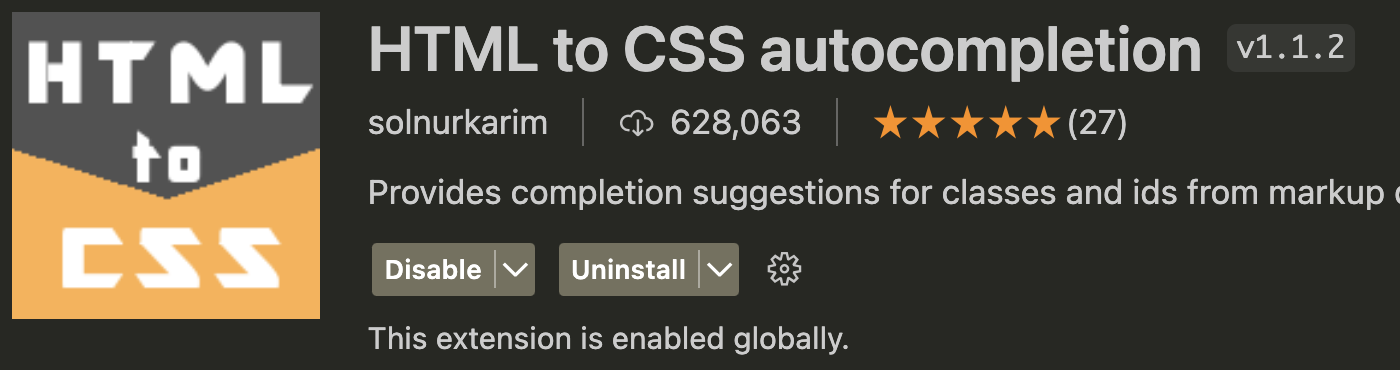 HTML
to
CSS
HTML to CSS autocompletion v1.1.2
solnurkarim 628,063 ★★★★★(27)
Provides completion suggestions for classes and ids from markup
Disable Uninstall
This extension is enabled globally.